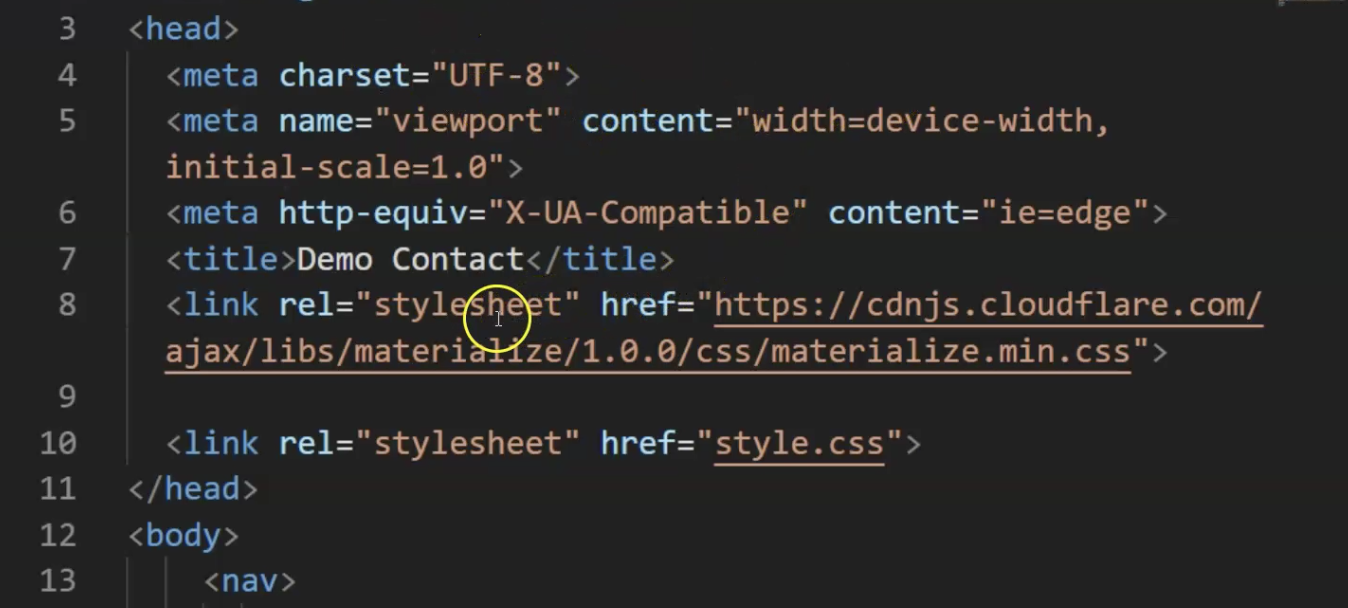 3 <head>
4 <meta charset="UTF-8">
5 <meta name="viewport" content="width=device-width,
initial-scale=1.0">
6 <meta http-equiv="X-UA-Compatible" content="ie=edge">
7 <title>Demo Contact</title>
8 <link rel="stylesheet" href="https://cdnjs.cloudflare.com/
ajax/libs/materialize/1.0.0/css/materialize.min.css">
9
10 <link rel="stylesheet" href="style.css">
11 </head>
12 <body>
13 <nav>